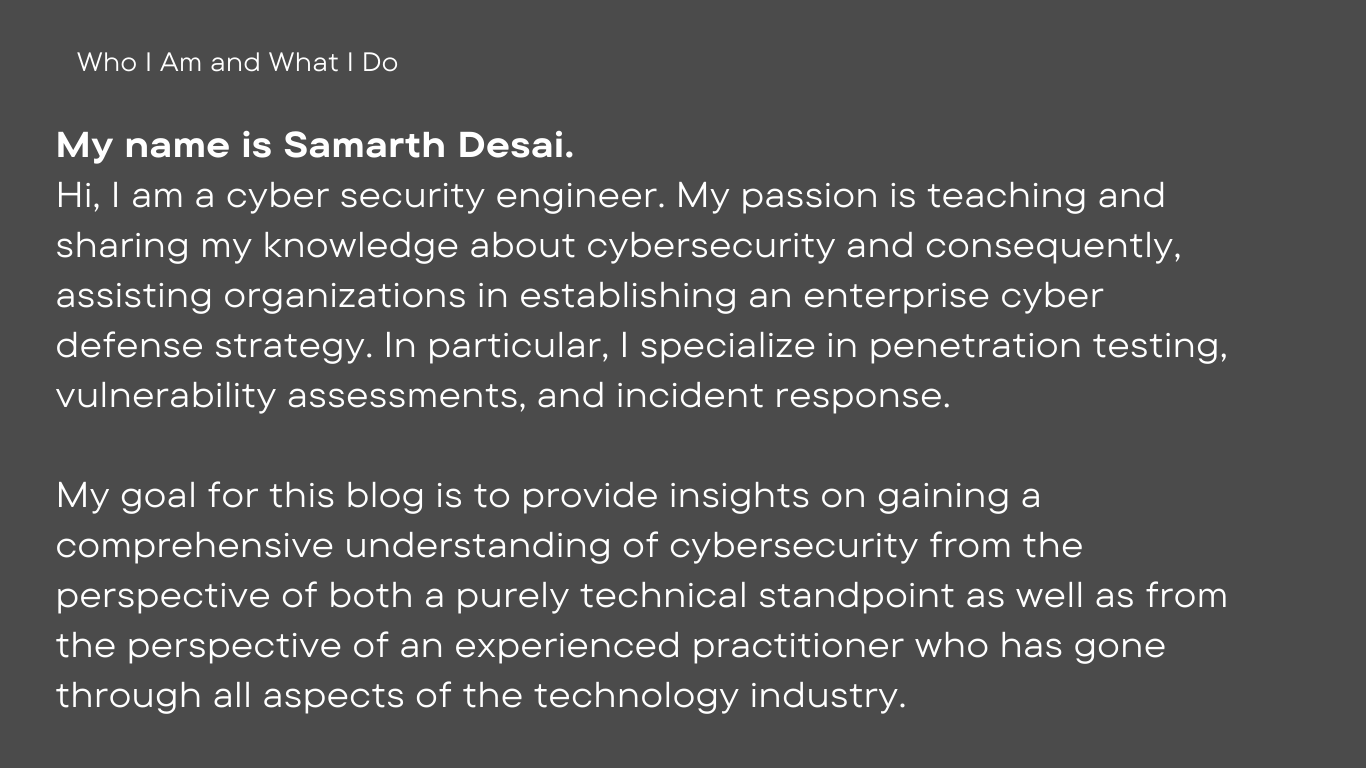 Who I Am and What I Do
My name is Samarth Desai.
Hi, I am a cyber security engineer. My passion is teaching and
sharing my knowledge about cybersecurity and consequently,
assisting organizations in establishing an enterprise cyber
defense strategy. In particular, I specialize in penetration testing,
vulnerability assessments, and incident response.
My goal for this blog is to provide insights on gaining a
comprehensive understanding of cybersecurity from the
perspective of both a purely technical standpoint as well as from
the perspective of an experienced practitioner who has gone
through all aspects of the technology industry.